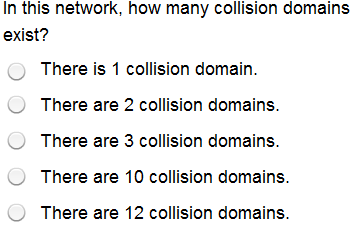 In this network, how many collision domains
exist?
There is 1 collision domain.
There are 2 collision domains.
There are 3 collision domains.
There are 10 collision domains.
There are 12 collision domains.